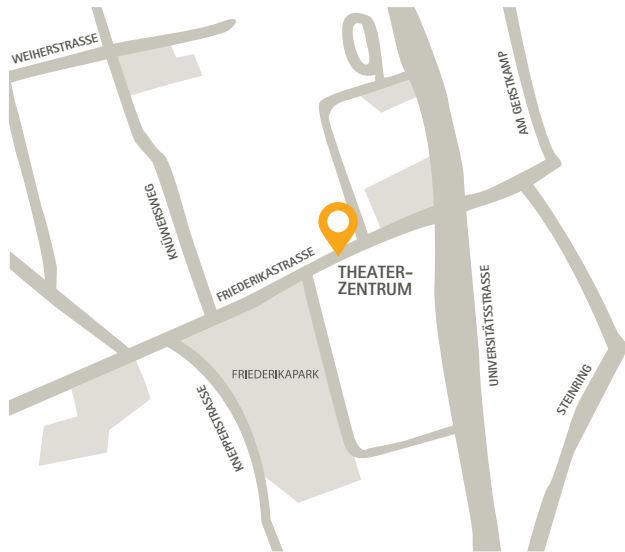 WEIHERSTRASSE
AM GERSTKAMP
KNÜWERSWEG
FRIEDERIKASTRASSE
THEATER-
ZENTRUM
UNIVERSITÄTSSTRASSE
FRIEDERIKAPARK
STEINRING
KNEPPERSTRASSE